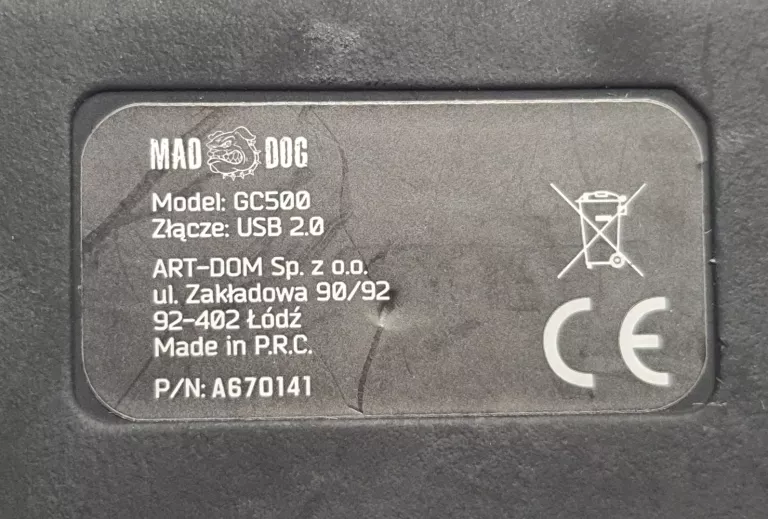 MAD DOG
Model: GC500
Złącze: USB 2.0
ART-DOM Sp. z o.o.
ul. Zakładowa 90/92
92-402 Łódź
Made in P.R.C.
P/N: A670141
CE